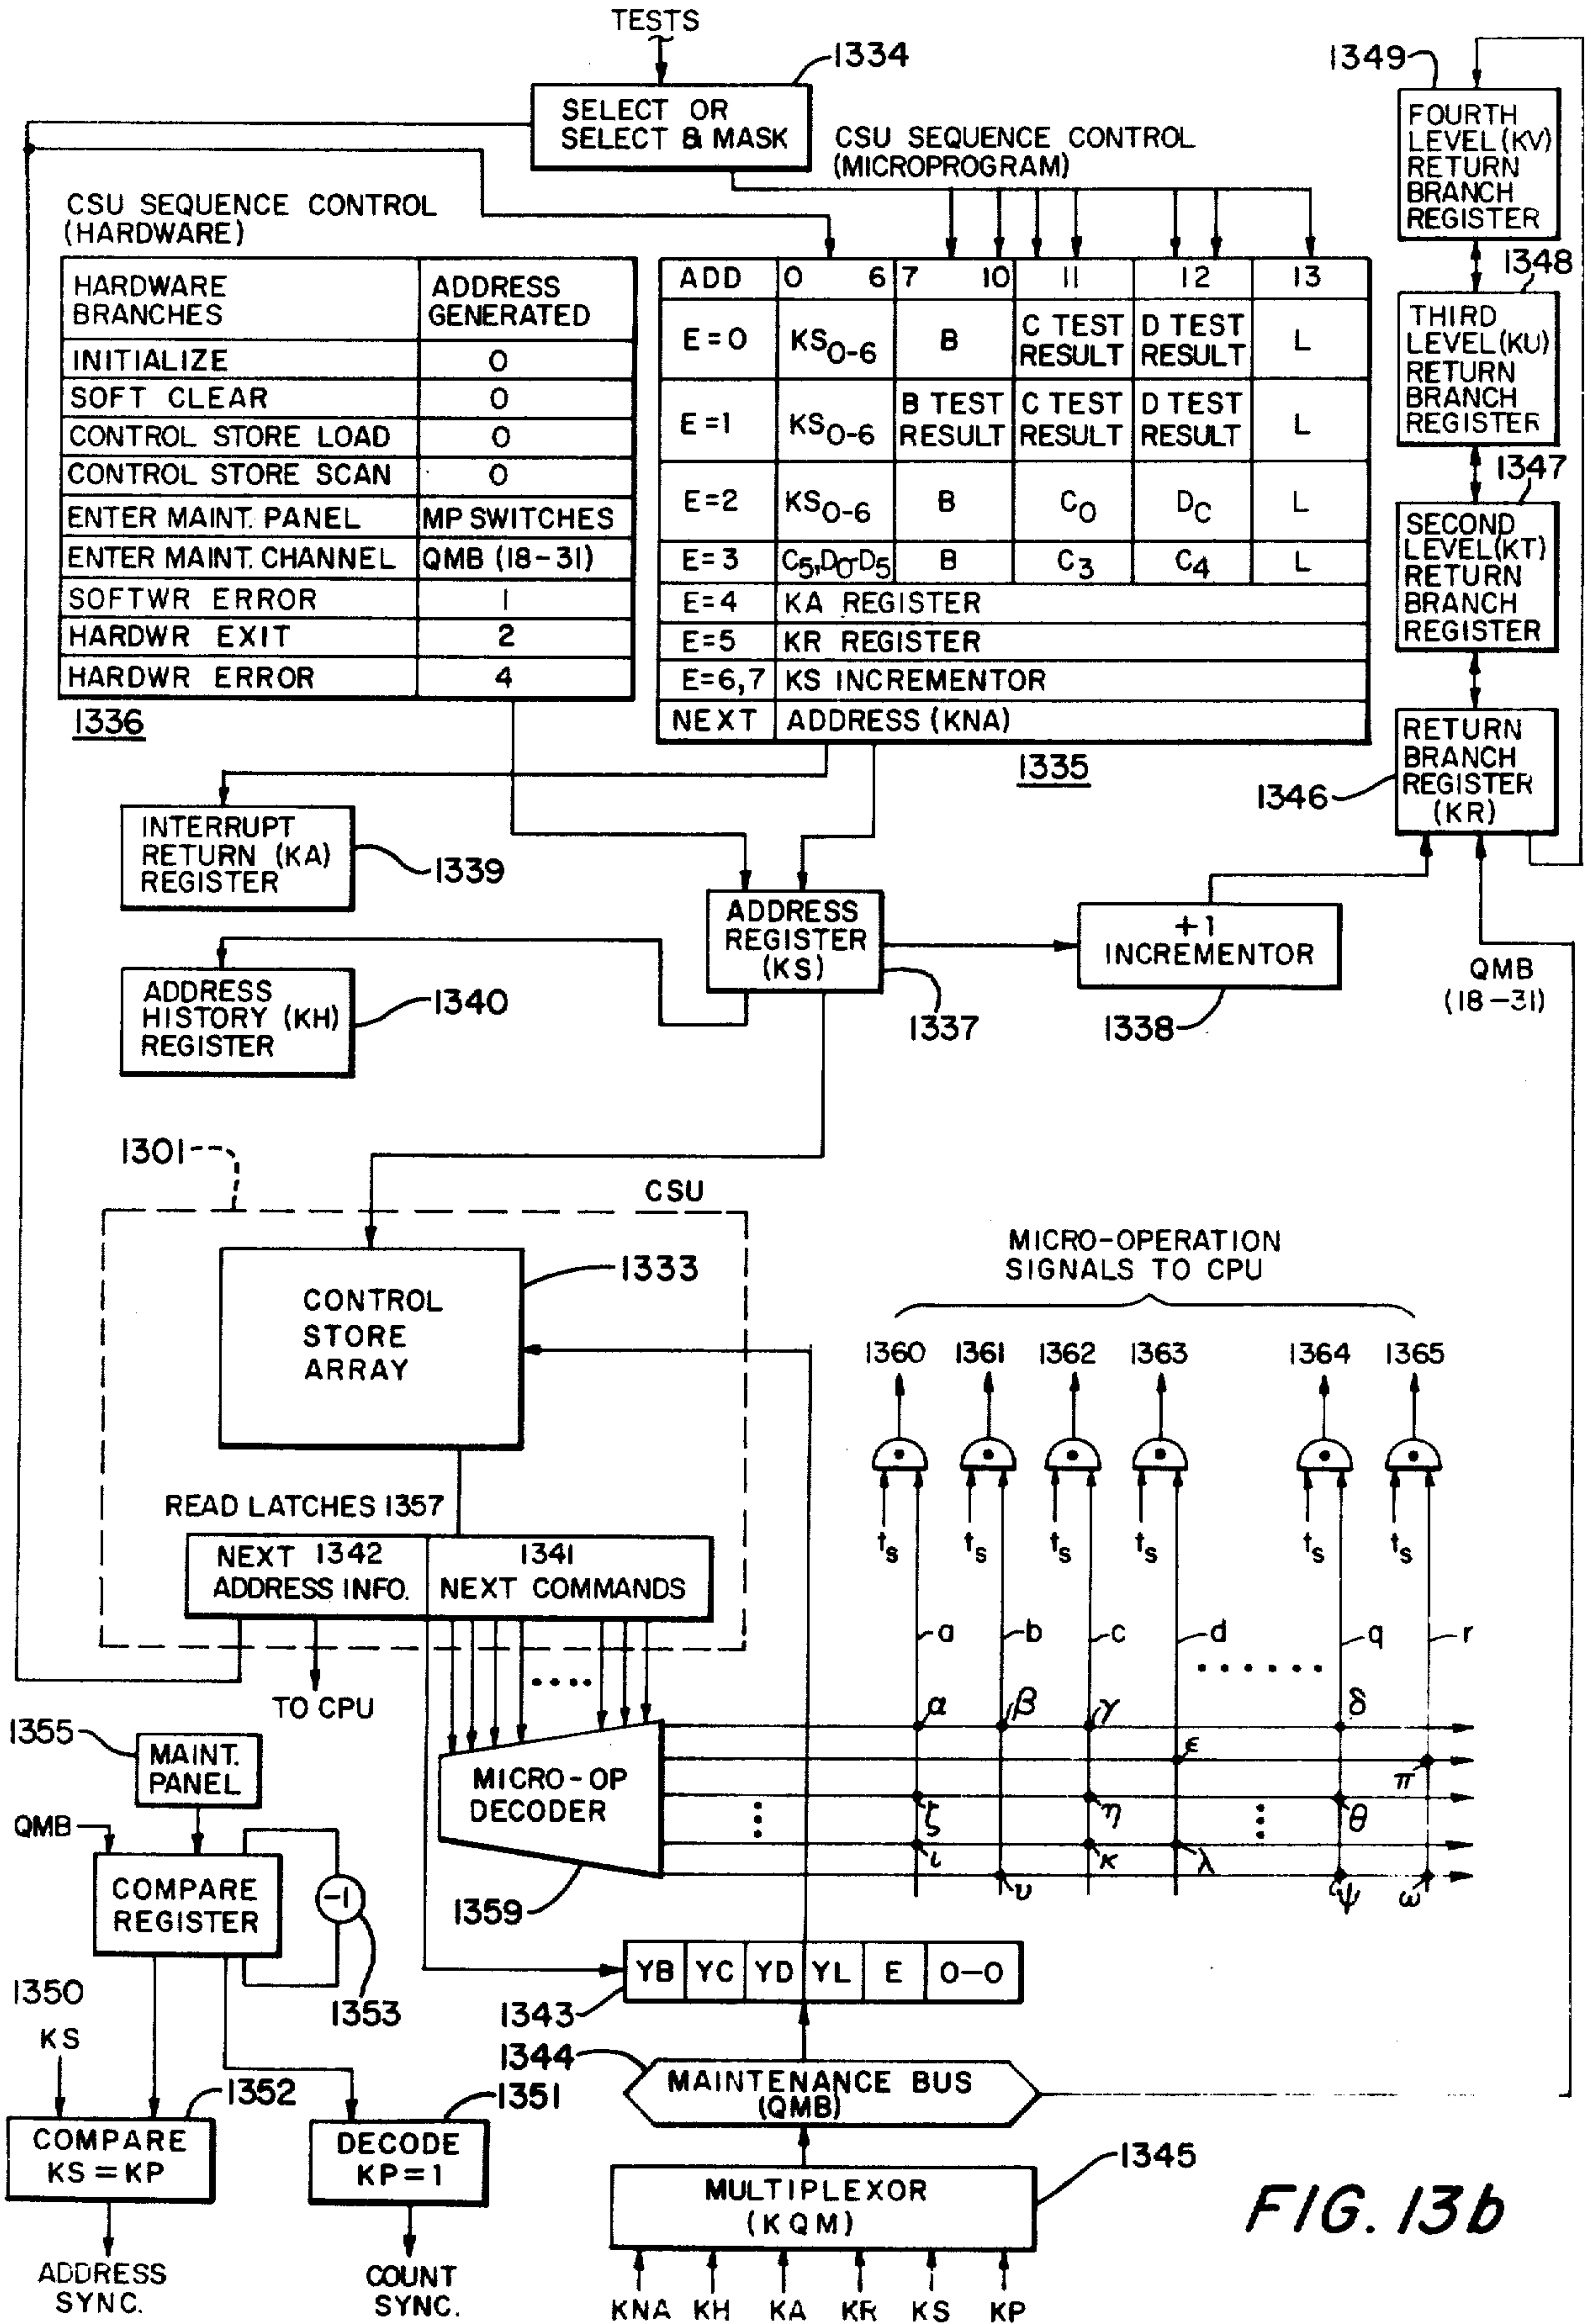 TESTS
1334
SELECT OR
SELECT & MASK
CSU SEQUENCE CONTROL
(MICROPROGRAM)
1349
FOURTH
LEVEL (KV)
RETURN
BRANCH
REGISTER
1348
THIRD
LEVEL (KU)
RETURN
BRANCH
REGISTER
1347
SECOND
LEVEL (KT)
RETURN
BRANCH
REGISTER
RETURN
BRANCH
REGISTER
(KR)
1346
CSU SEQUENCE CONTROL
(HARDWARE)
HARDWARE BRANCHES ADDRESS GENERATED
INITIALIZE 0
SOFT CLEAR 0
CONTROL STORE LOAD 0
CONTROL STORE SCAN 0
ENTER MAINT. PANEL MP SWITCHES
ENTER MAINT. CHANNEL QMB (18-31)
SOFTWR ERROR 1
HARDWR EXIT 2
HARDWR ERROR 4
1336
ADD 0 6 7 10 11 12 13
E=0 KS0-6 B C TEST RESULT D TEST RESULT L
E=1 KS0-6 B TEST RESULT C TEST RESULT D TEST RESULT L
E=2 KS0-6 B C0 DC L
E=3 C5,D0-D5 B C3 C4 L
E=4 KA REGISTER
E=5 KR REGISTER
E=6,7 KS INCREMENTOR
NEXT ADDRESS (KNA)
1335
INTERRUPT
RETURN (KA)
REGISTER
1339
ADDRESS
REGISTER
(KS)
1337
+1
INCREMENTOR
1338
QMB
(18-31)
ADDRESS
HISTORY (KH)
REGISTER
1340
1301
CSU
CONTROL
STORE
ARRAY
1333
MICRO-OPERATION
SIGNALS TO CPU
1360 1361 1362 1363 1364 1365
ts ts ts ts ts ts
READ LATCHES 1357
NEXT 1342
ADDRESS INFO.
1341
NEXT COMMANDS
a b c d q r
TO CPU
α β γ δ
ε π
ζ η θ
ι κ λ
υ ψ ω
MICRO-OP
DECODER
1359
1355
MAINT.
PANEL
QMB
COMPARE
REGISTER
-1
1353
1350
KS
1352
COMPARE
KS=KP
ADDRESS
SYNC.
1351
DECODE
KP=1
COUNT
SYNC.
YB YC YD YL E 0-0
1343
1344
MAINTENANCE BUS
(QMB)
1345
MULTIPLEXOR
(KQM)
KNA KH KA KR KS KP
FIG. 13b